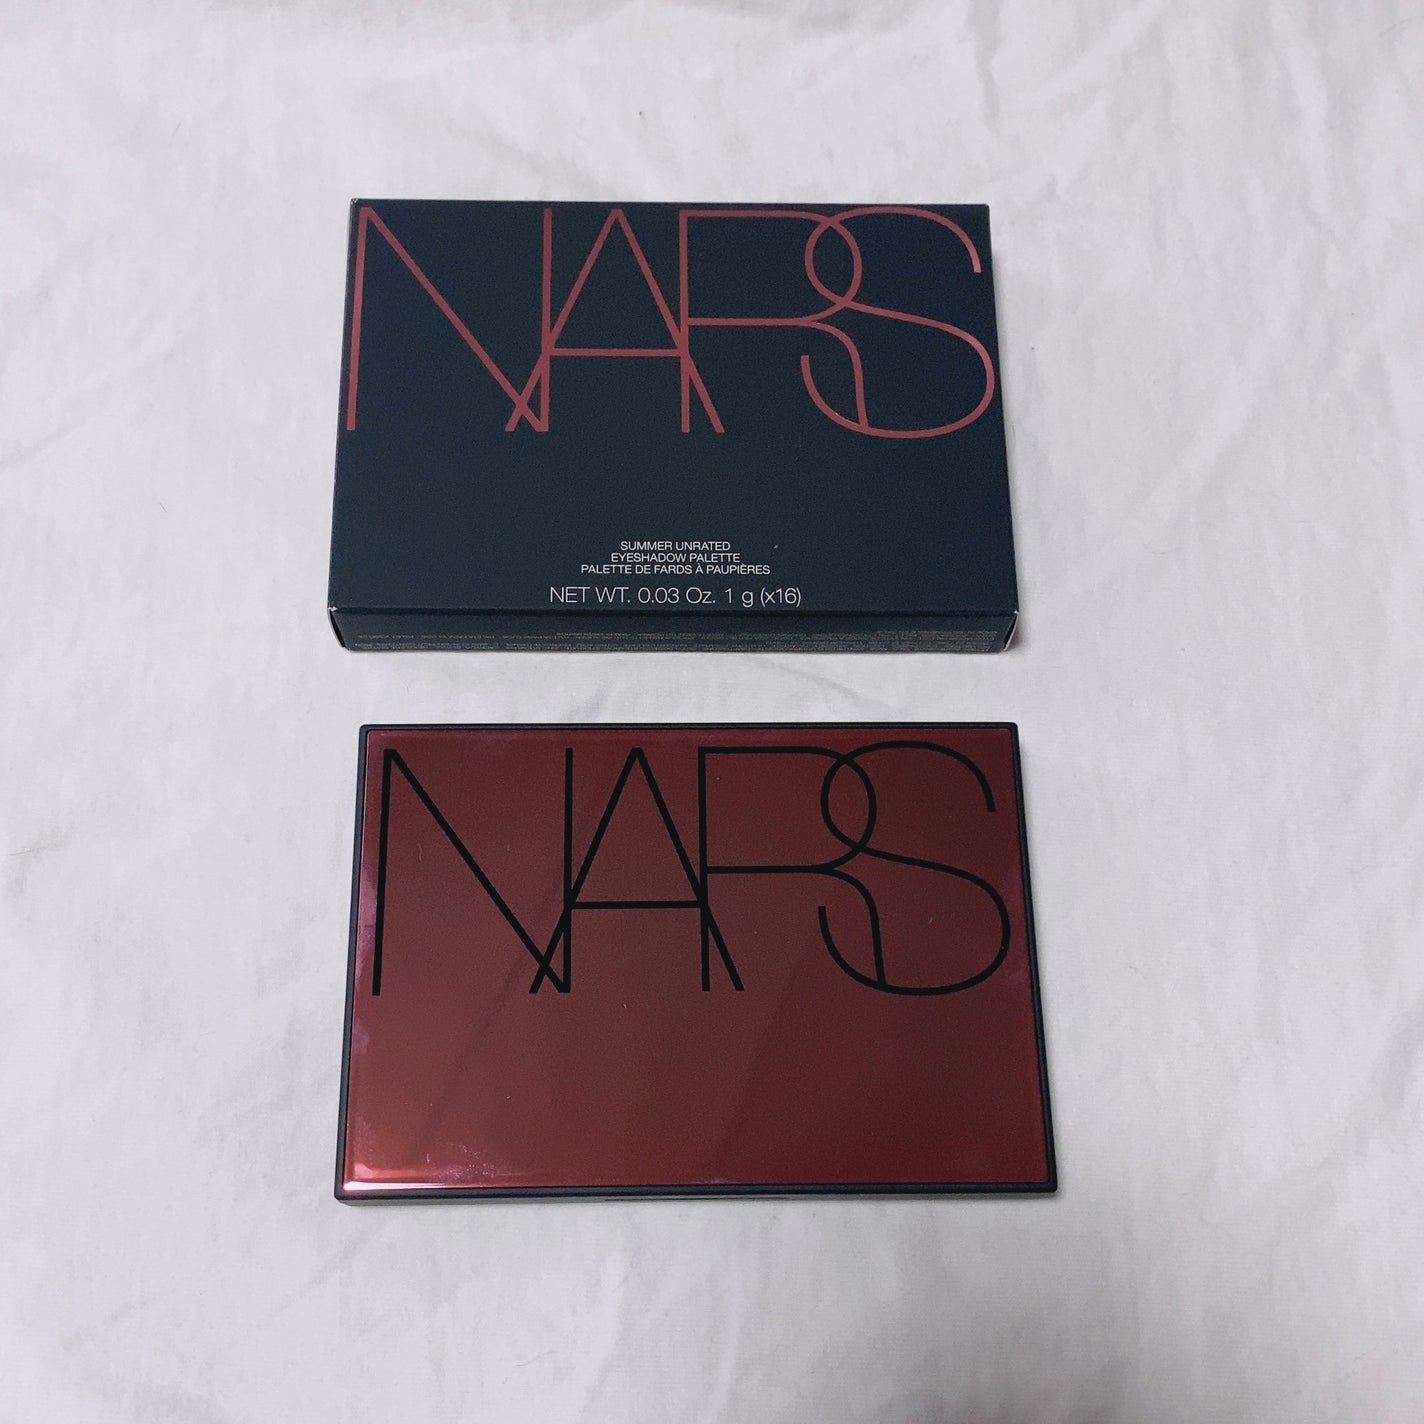 NARS
SUMMER UNRATED
EYESHADOW PALETTE
PALETTE DE FARDS À PAUPIÈRES
NET WT. 0.03 Oz. 1 g (x16)
NARS